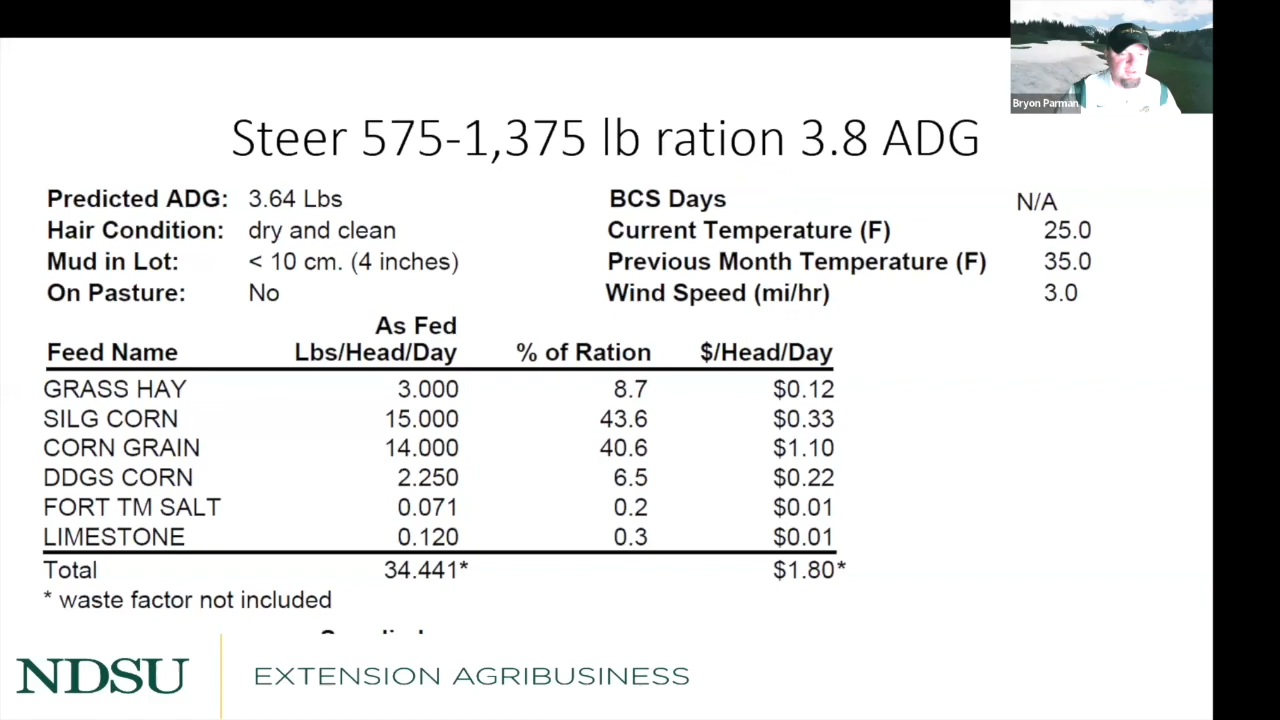 Bryon Parman
Steer 575-1,375 lb ration 3.8 ADG
Predicted ADG: 3.64 Lbs BCS Days N/A
Hair Condition: dry and clean Current Temperature (F) 25.0
Mud in Lot: < 10 cm. (4 inches) Previous Month Temperature (F) 35.0
On Pasture: No Wind Speed (mi/hr) 3.0
As Fed
Feed Name Lbs/Head/Day % of Ration $/Head/Day
GRASS HAY 3.000 8.7 $0.12
SILG CORN 15.000 43.6 $0.33
CORN GRAIN 14.000 40.6 $1.10
DDGS CORN 2.250 6.5 $0.22
FORT TM SALT 0.071 0.2 $0.01
LIMESTONE 0.120 0.3 $0.01
Total 34.441* $1.80*
* waste factor not included
NDSU EXTENSION AGRIBUSINESS